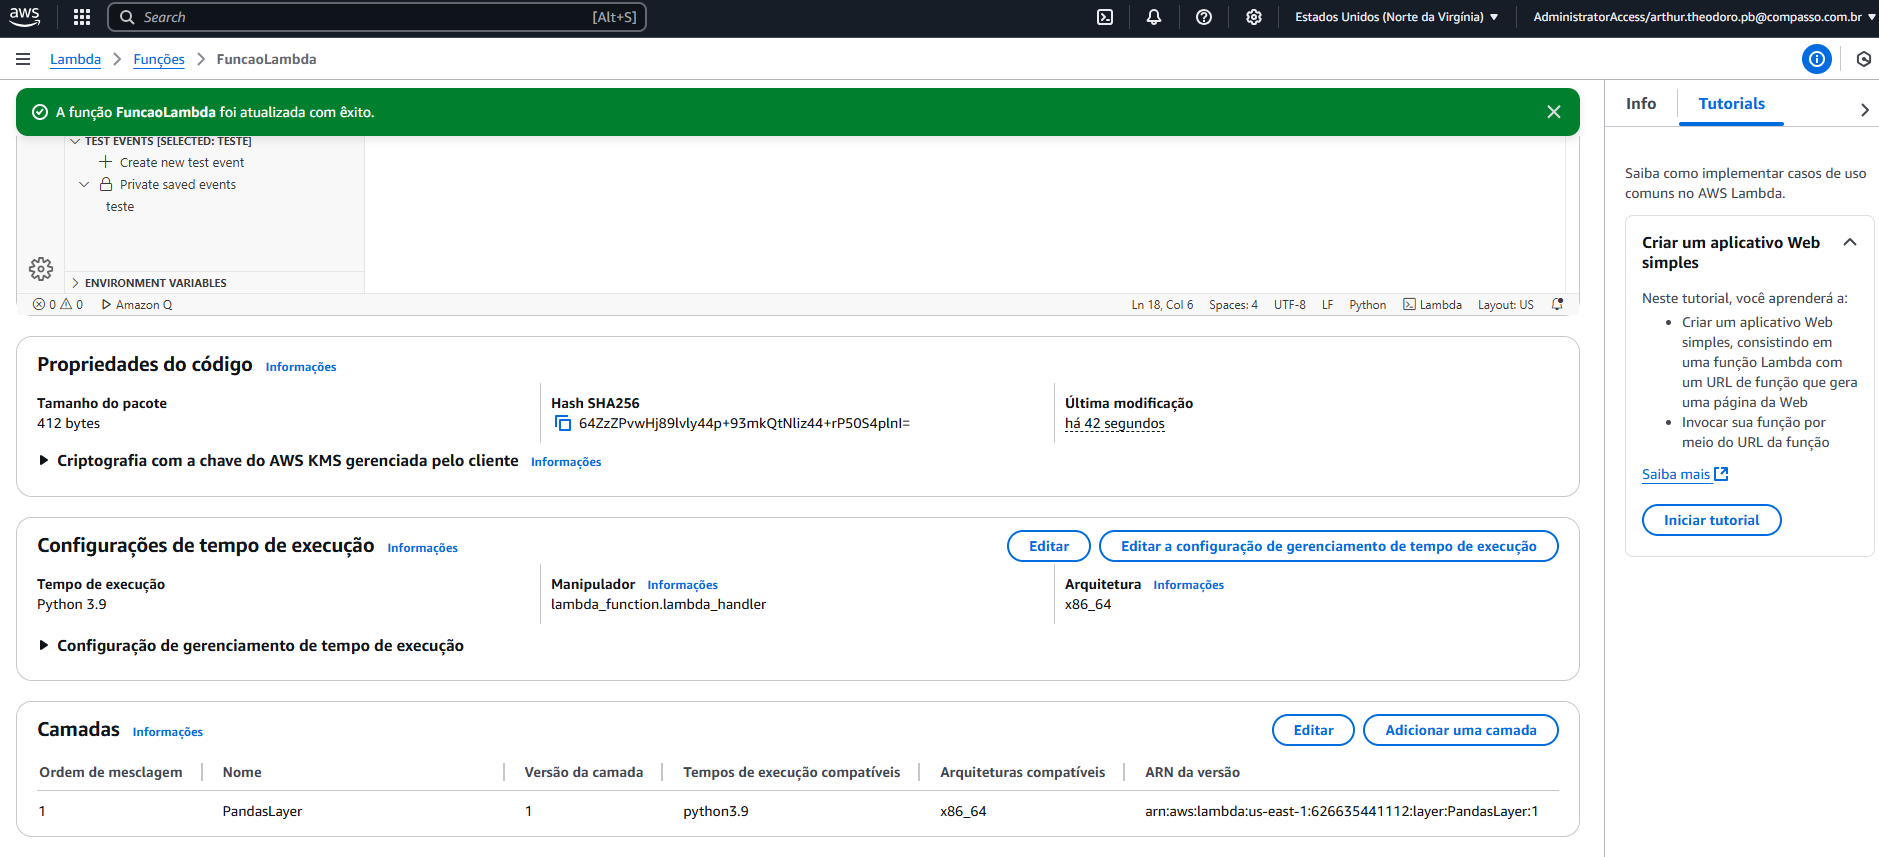 aws
Search
[Alt+S]
Estados Unidos (Norte da Virgínia) ▼
AdministratorAccess/arthur.theodoro.pb@compasso.com.br ▼
Lambda > Funções > FuncaoLambda
A função FuncaoLambda foi atualizada com êxito.
TEST EVENTS [SELECTED: TESTE]
Create new test event
Private saved events
teste
ENVIRONMENT VARIABLES
0 0 Amazon Q
Ln 18, Col 6 Spaces: 4 UTF-8 LF Python Lambda Layout: US
Propriedades do código Informações
Tamanho do pacote
412 bytes
Hash SHA256
64ZzZPvwHj89lvly44p+93mkQtNliz44+rP50S4plnI=
Última modificação
há 42 segundos
Criptografia com a chave do AWS KMS gerenciada pelo cliente Informações
Configurações de tempo de execução Informações
Editar
Editar a configuração de gerenciamento de tempo de execução
Tempo de execução
Python 3.9
Manipulador Informações
lambda_function.lambda_handler
Arquitetura Informações
x86_64
Configuração de gerenciamento de tempo de execução
Camadas Informações
Editar
Adicionar uma camada
Ordem de mesclagem Nome Versão da camada Tempos de execução compatíveis Arquiteturas compatíveis ARN da versão
1 PandasLayer 1 python3.9 x86_64 arn:aws:lambda:us-east-1:626635441112:layer:PandasLayer:1
Info
Tutorials
Saiba como implementar casos de uso
comuns no AWS Lambda.
Criar um aplicativo Web
simples
Neste tutorial, você aprenderá a:
• Criar um aplicativo Web
simples, consistindo em
uma função Lambda com
um URL de função que gera
uma página da Web
• Invocar sua função por
meio do URL da função
Saiba mais
Iniciar tutorial